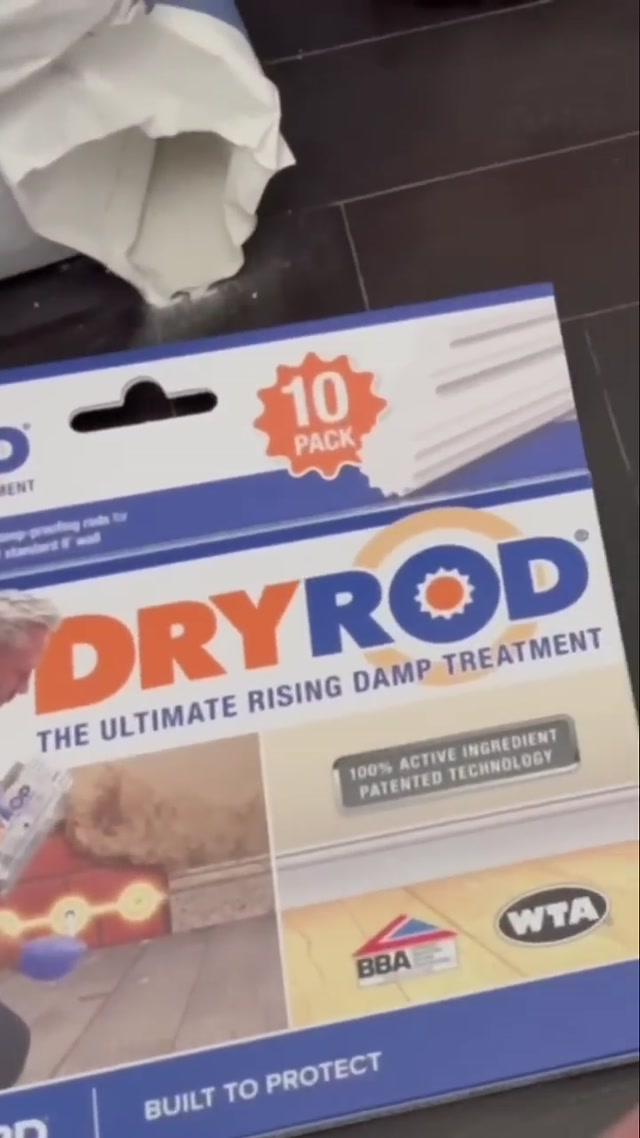 10
PACK
DRYROD®
THE ULTIMATE RISING DAMP TREATMENT
100% ACTIVE INGREDIENT
PATENTED TECHNOLOGY
BBA
WTA
BUILT TO PROTECT